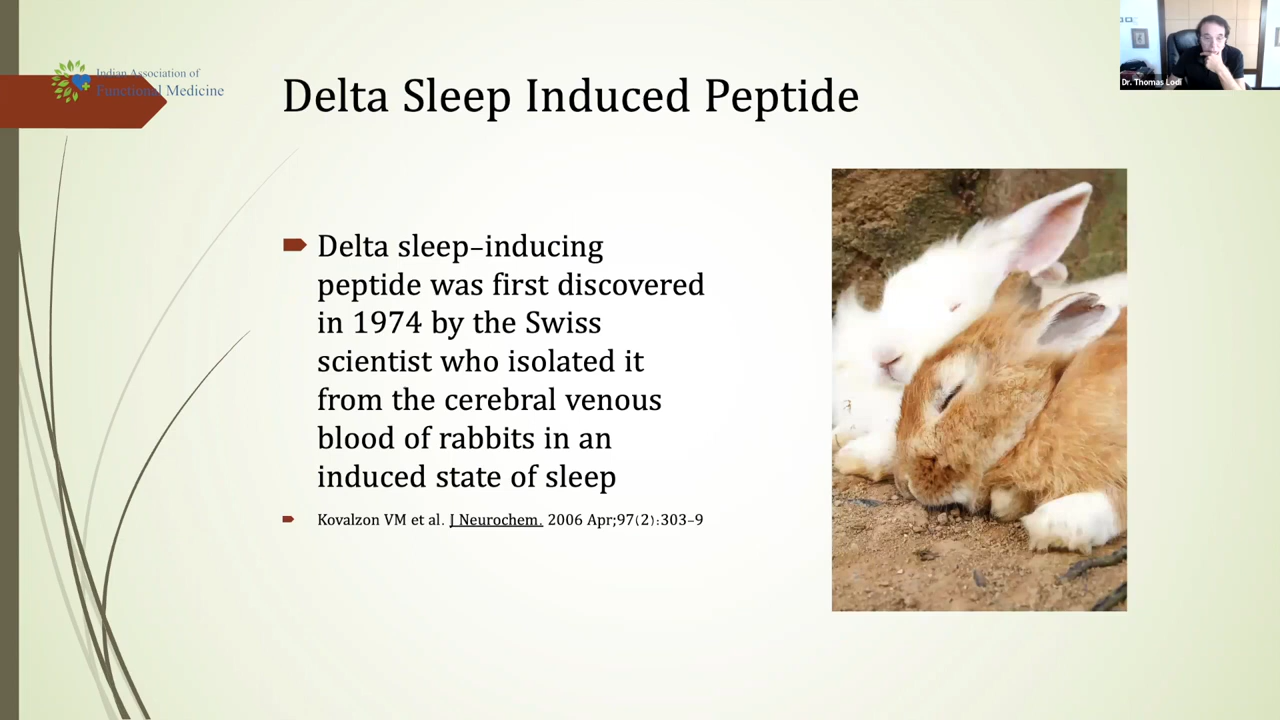 Indian Association of
Functional Medicine
Delta Sleep Induced Peptide
Delta sleep–inducing
peptide was first discovered
in 1974 by the Swiss
scientist who isolated it
from the cerebral venous
blood of rabbits in an
induced state of sleep
Kovalzon VM et al. J Neurochem. 2006 Apr;97(2):303–9
Dr. Thomas Lodi